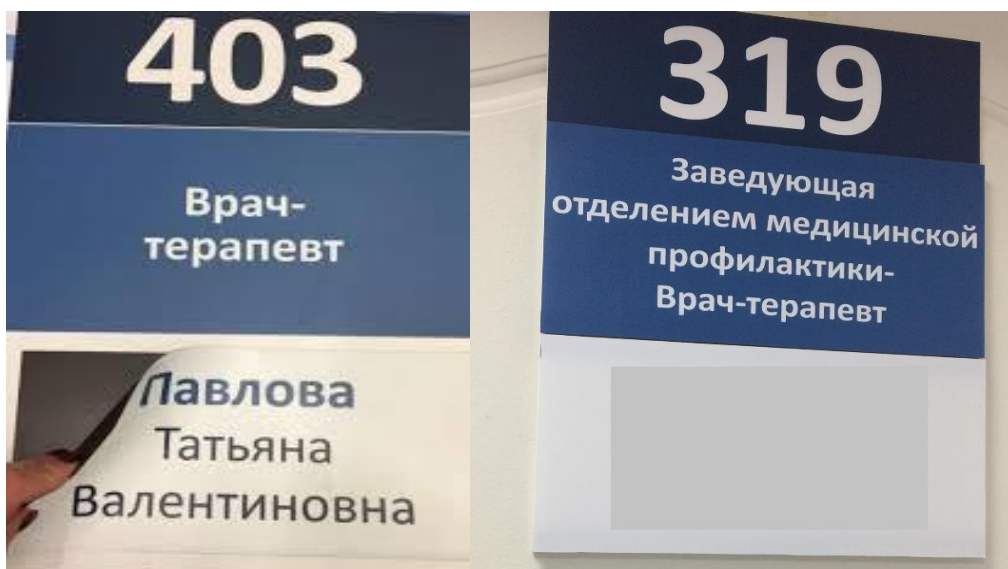 403
Врач-
терапевт
Павлова
Татьяна
Валентиновна
319
Заведующая
отделением медицинской
профилактики-
Врач-терапевт